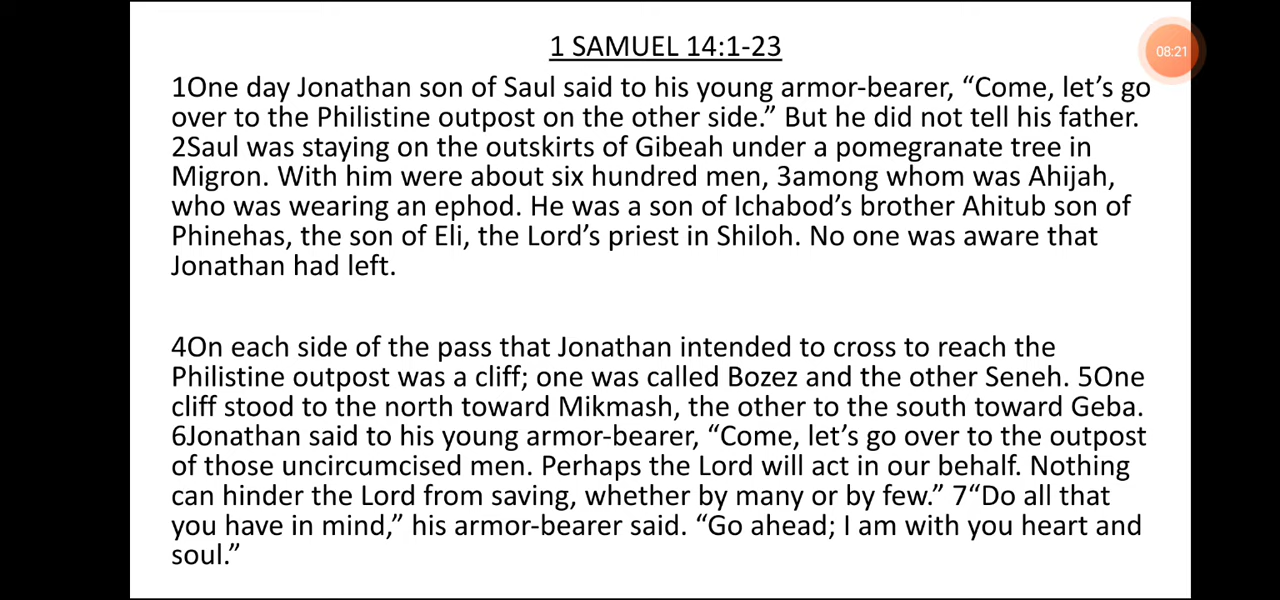 1 SAMUEL 14:1-23
08:21
1One day Jonathan son of Saul said to his young armor-bearer, “Come, let’s go
over to the Philistine outpost on the other side.” But he did not tell his father.
2Saul was staying on the outskirts of Gibeah under a pomegranate tree in
Migron. With him were about six hundred men, 3among whom was Ahijah,
who was wearing an ephod. He was a son of Ichabod’s brother Ahitub son of
Phinehas, the son of Eli, the Lord’s priest in Shiloh. No one was aware that
Jonathan had left.
4On each side of the pass that Jonathan intended to cross to reach the
Philistine outpost was a cliff; one was called Bozez and the other Seneh. 5One
cliff stood to the north toward Mikmash, the other to the south toward Geba.
6Jonathan said to his young armor-bearer, “Come, let’s go over to the outpost
of those uncircumcised men. Perhaps the Lord will act in our behalf. Nothing
can hinder the Lord from saving, whether by many or by few.” 7“Do all that
you have in mind,” his armor-bearer said. “Go ahead; I am with you heart and
soul.”